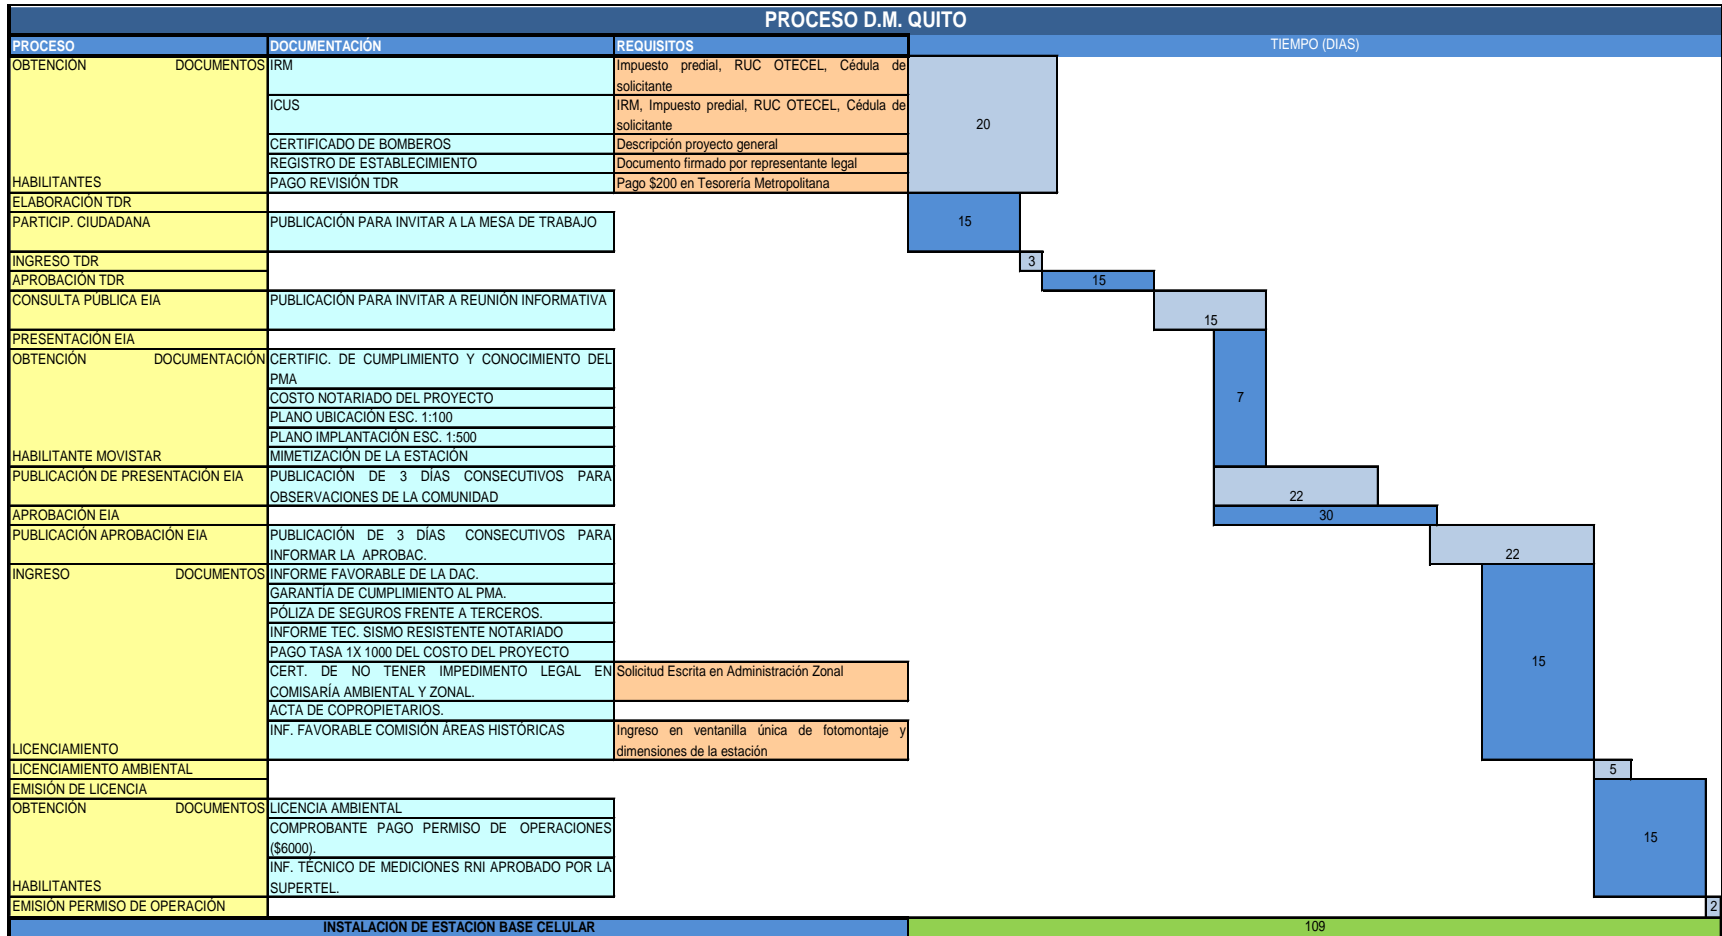 PROCESO D.M. QUITO
PROCESO DOCUMENTACIÓN REQUISITOS TIEMPO (DIAS)
OBTENCIÓN DOCUMENTOS
HABILITANTES
IRM
Impuesto predial, RUC OTECEL, Cédula de
solicitante
ICUS
IRM, Impuesto predial, RUC OTECEL, Cédula de
solicitante
CERTIFICADO DE BOMBEROS
Descripción proyecto general
REGISTRO DE ESTABLECIMIENTO
Documento firmado por representante legal
PAGO REVISIÓN TDR
Pago $200 en Tesorería Metropolitana
20
ELABORACIÓN TDR
PARTICIP. CIUDADANA
PUBLICACIÓN PARA INVITAR A LA MESA DE TRABAJO
15
INGRESO TDR
3
APROBACIÓN TDR
15
CONSULTA PÚBLICA EIA
PUBLICACIÓN PARA INVITAR A REUNIÓN INFORMATIVA
15
PRESENTACIÓN EIA
OBTENCIÓN DOCUMENTACIÓN
HABILITANTE MOVISTAR
CERTIFIC. DE CUMPLIMIENTO Y CONOCIMIENTO DEL
PMA
COSTO NOTARIADO DEL PROYECTO
PLANO UBICACIÓN ESC. 1:100
PLANO IMPLANTACIÓN ESC. 1:500
MIMETIZACIÓN DE LA ESTACIÓN
7
PUBLICACIÓN DE PRESENTACIÓN EIA
PUBLICACIÓN DE 3 DÍAS CONSECUTIVOS PARA
OBSERVACIONES DE LA COMUNIDAD
22
APROBACIÓN EIA
30
PUBLICACIÓN APROBACIÓN EIA
PUBLICACIÓN DE 3 DÍAS CONSECUTIVOS PARA
INFORMAR LA APROBAC.
22
INGRESO DOCUMENTOS
LICENCIAMIENTO
INFORME FAVORABLE DE LA DAC.
GARANTÍA DE CUMPLIMIENTO AL PMA.
PÓLIZA DE SEGUROS FRENTE A TERCEROS.
INFORME TEC. SISMO RESISTENTE NOTARIADO
PAGO TASA 1X 1000 DEL COSTO DEL PROYECTO
CERT. DE NO TENER IMPEDIMENTO LEGAL EN
COMISARÍA AMBIENTAL Y ZONAL.
Solicitud Escrita en Administración Zonal
ACTA DE COPROPIETARIOS.
INF. FAVORABLE COMISIÓN ÁREAS HISTÓRICAS
Ingreso en ventanilla única de fotomontaje y
dimensiones de la estación
15
LICENCIAMIENTO AMBIENTAL
5
EMISIÓN DE LICENCIA
OBTENCIÓN DOCUMENTOS
HABILITANTES
LICENCIA AMBIENTAL
COMPROBANTE PAGO PERMISO DE OPERACIONES
($6000).
INF. TÉCNICO DE MEDICIONES RNI APROBADO POR LA
SUPERTEL.
15
EMISIÓN PERMISO DE OPERACIÓN
2
INSTALACIÓN DE ESTACIÓN BASE CELULAR 109